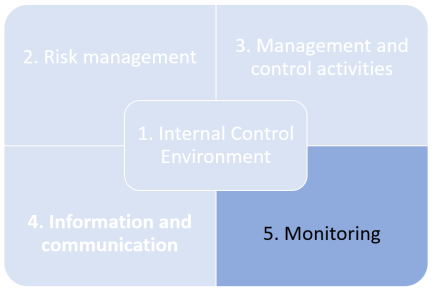 2. Risk management
3. Management and
control activities
1. Internal Control
Environment
4. Information and
communication
5. Monitoring